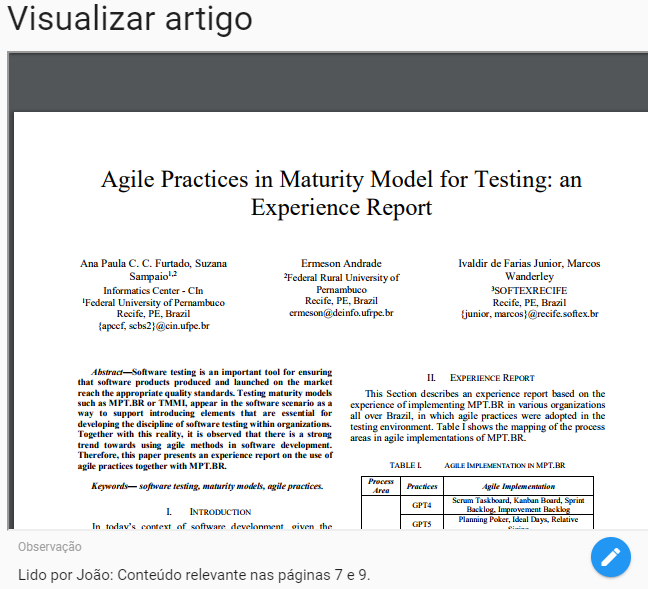 Visualizar artigo
Agile Practices in Maturity Model for Testing: an
Experience Report
Ana Paula C. C. Furtado, Suzana
Sampaio1,2
Informatics Center - CIn
1Federal University of Pernambuco
Recife, PE, Brazil
{apccf, scbs2}@cin.ufpe.br
Ermeson Andrade
2Federal Rural University of
Pernambuco
Recife, PE, Brazil
ermeson@deinfo.ufrpe.br
Ivaldir de Farias Junior, Marcos
Wanderley
3SOFTEXRECIFE
Recife, PE, Brazil
{junior, marcos}@recife.softex.br
Abstract—Software testing is an important tool for ensuring
that software products produced and launched on the market
reach the appropriate quality standards. Testing maturity models
such as MPT.BR or TMMI, appear in the software scenario as a
way to support introducing elements that are essential for
developing the discipline of software testing within organizations.
Together with this reality, it is observed that there is a strong
trend towards using agile methods in software development.
Therefore, this paper presents an experience report on the use of
agile practices together with MPT.BR.
Keywords— software testing, maturity models, agile practices.
I. INTRODUCTION
In today's context of software development, given the
II. EXPERIENCE REPORT
This Section describes an experience report based on the
experience of implementing MPT.BR in various organizations
all over Brazil, in which agile practices were adopted in the
testing environment. Table I shows the mapping of the process
areas in agile implementations of MPT.BR.
TABLE I. AGILE IMPLEMENTATION IN MPT.BR
Process
Area
Practices
Agile Implementation
GPT4
Scrum Taskboard, Kanban Board, Sprint
Backlog, Improvement Backlog
GPT5
Planning Poker, Ideal Days, Relative
Observação
Lido por João: Conteúdo relevante nas páginas 7 e 9.